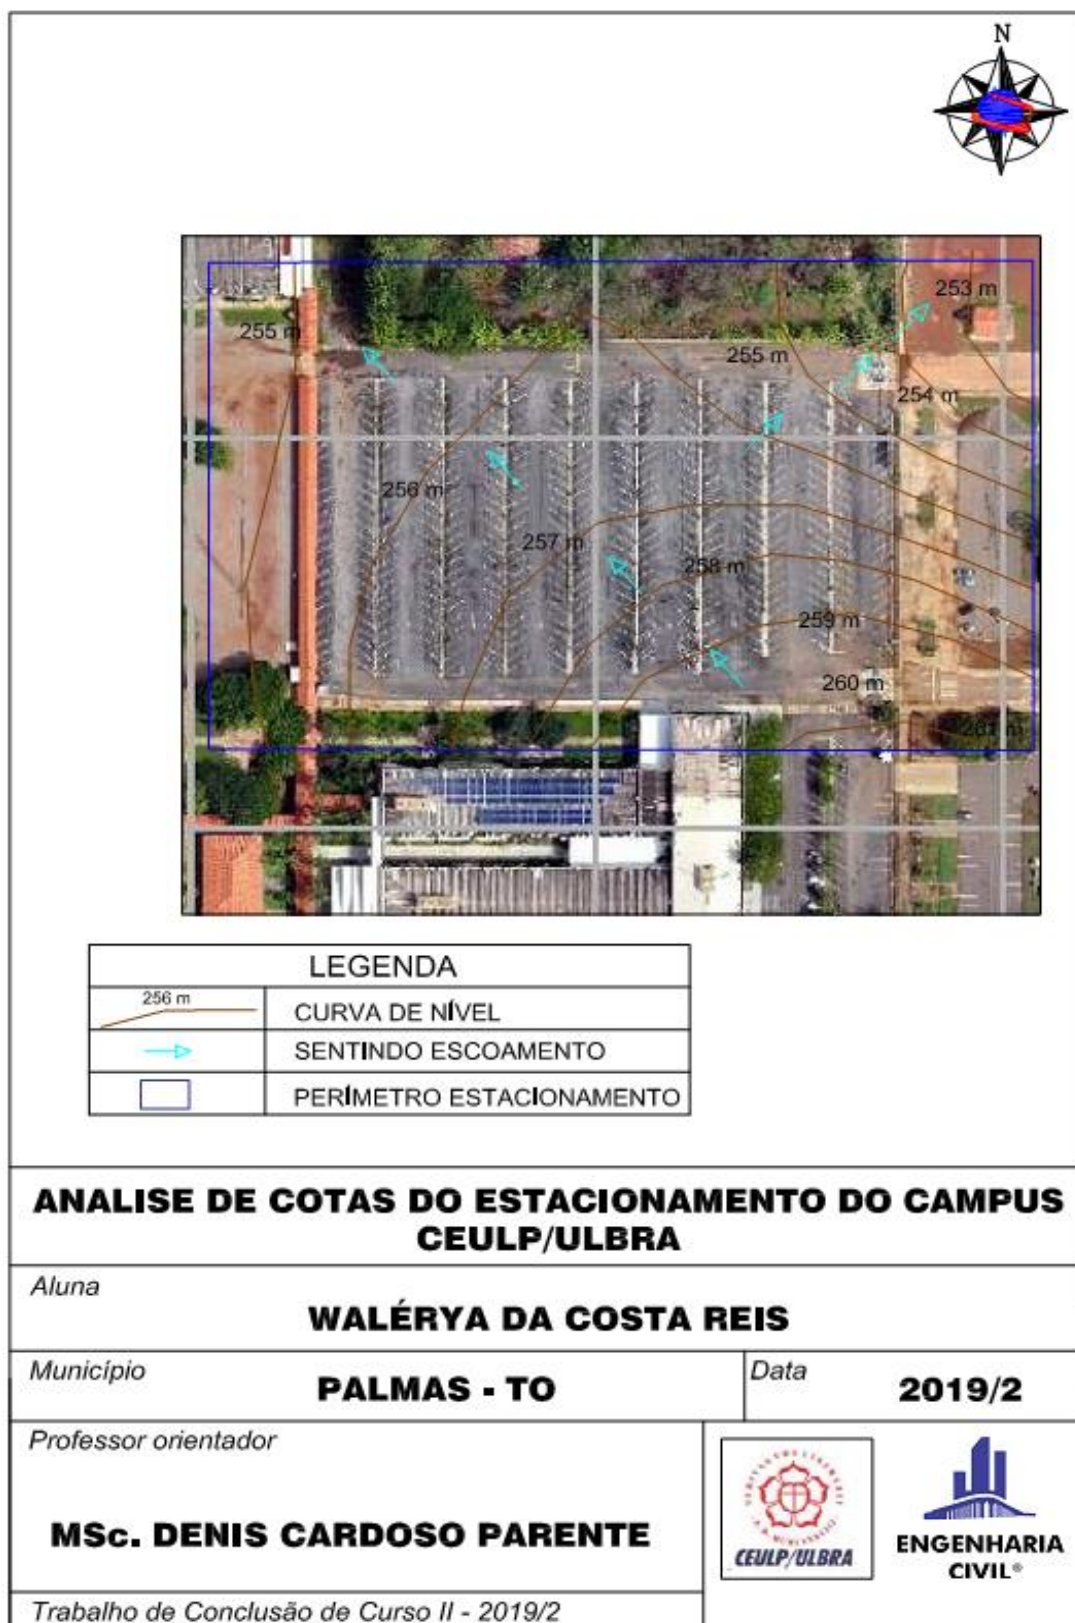 N
253 m
255 m
255 m
254 m
256 m
257 m
258 m
259 m
260 m
261 m
LEGENDA
256 m
CURVA DE NÍVEL
SENTINDO ESCOAMENTO
PERÍMETRO ESTACIONAMENTO
ANALISE DE COTAS DO ESTACIONAMENTO DO CAMPUS
CEULP/ULBRA
Aluna
WALÉRYA DA COSTA REIS
Município
PALMAS - TO
Data
2019/2
Professor orientador
MSc. DENIS CARDOSO PARENTE
CEULP/ULBRA
ENGENHARIA
CIVIL®
Trabalho de Conclusão de Curso II - 2019/2